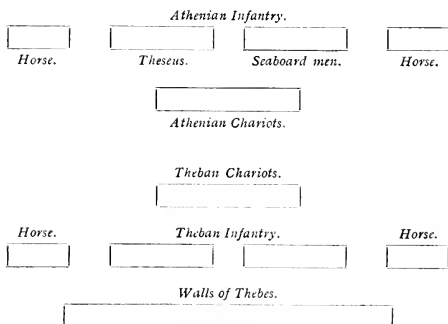 Athenian Infantry.
Horse. Theseus. Seaboard men. Horse.
Athenian Chariots.
Theban Chariots.
Horse. Theban Infantry. Horse.
Walls of Thebes.